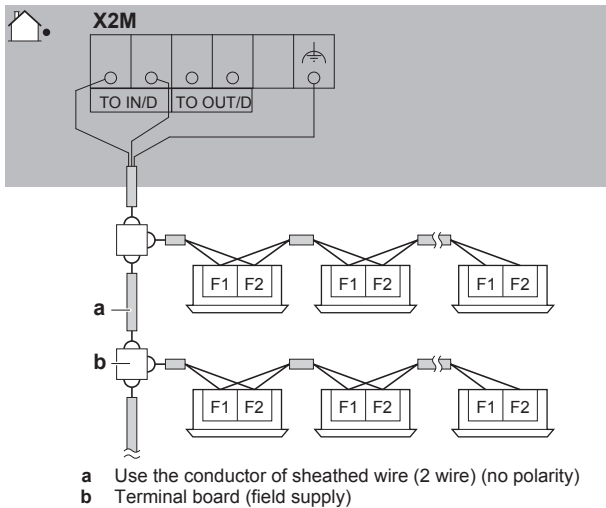 X2M
TO IN/D TO OUT/D
F1 F2 F1 F2 F1 F2
a
b
F1 F2 F1 F2 F1 F2
a Use the conductor of sheathed wire (2 wire) (no polarity)
b Terminal board (field supply)